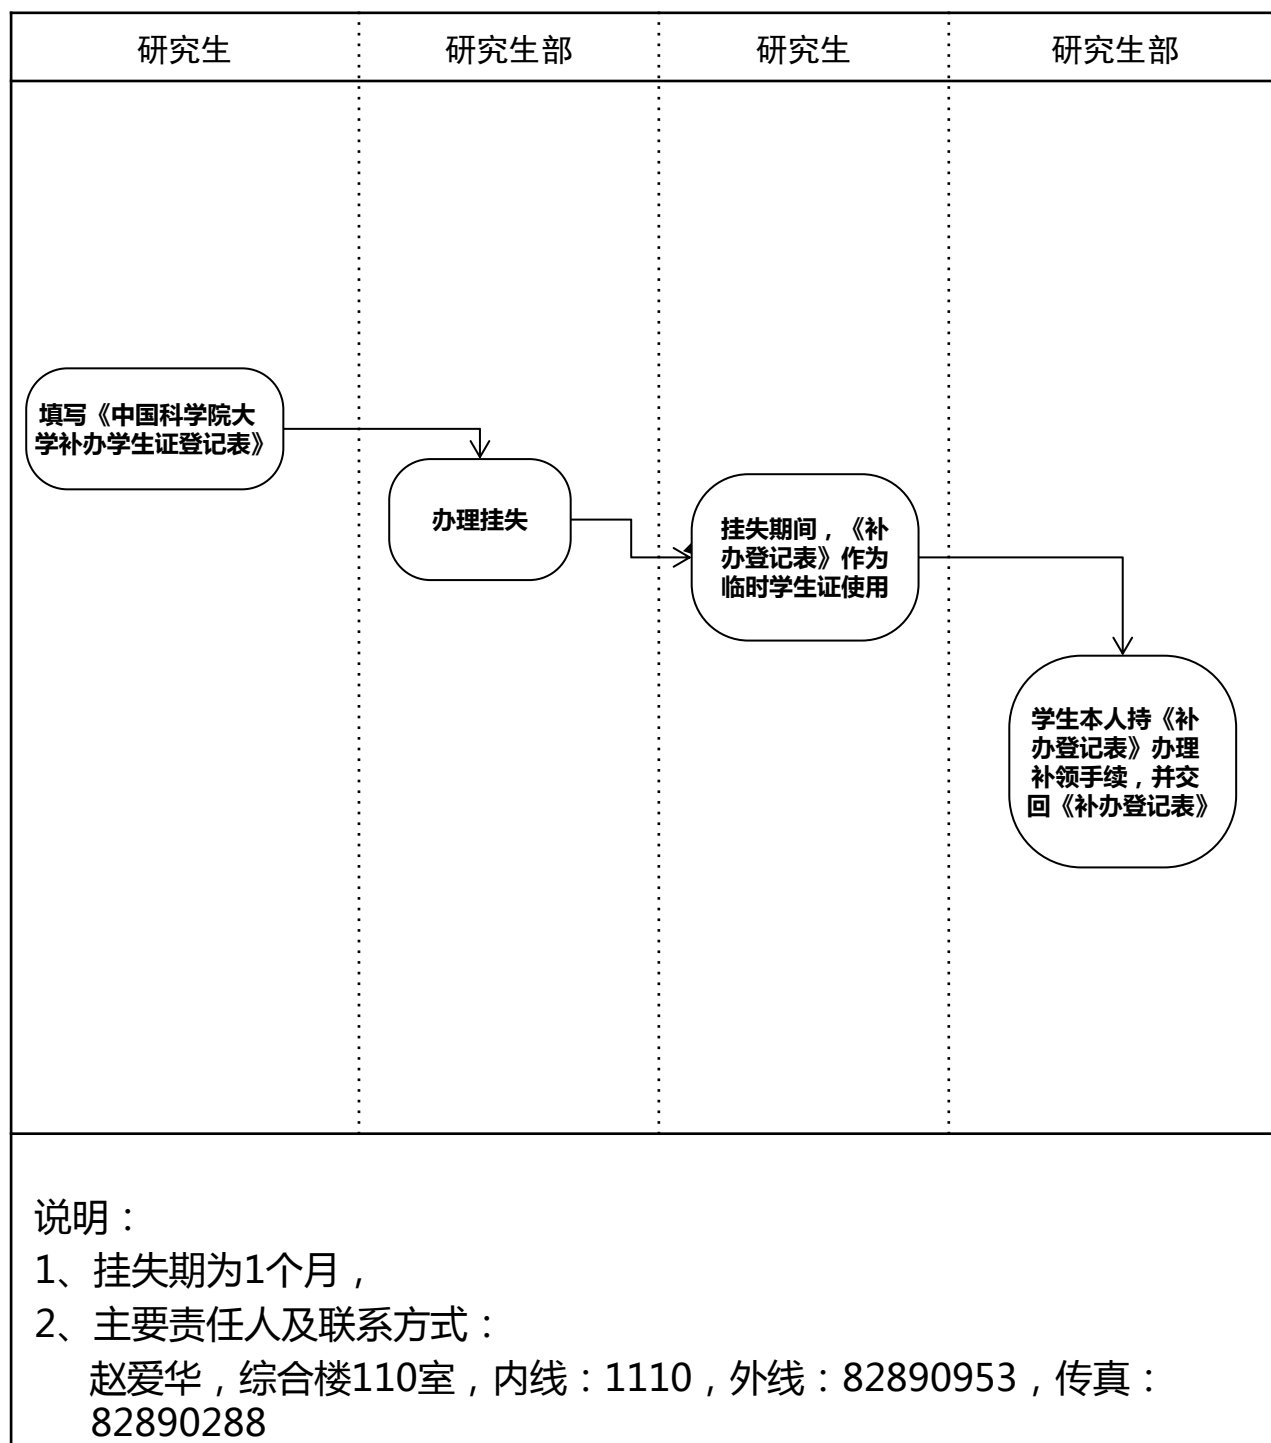 研究生
研究生部
研究生
研究生部
填写《中国科学院大
学补办学生证登记表》
办理挂失
挂失期间，《补
办登记表》作为
临时学生证使用
学生本人持《补
办登记表》办理
补领手续，并交
回《补办登记表》
说明：
1、挂失期为1个月，
2、主要责任人及联系方式：
赵爱华，综合楼110室，内线：1110，外线：82890953，传真：
82890288